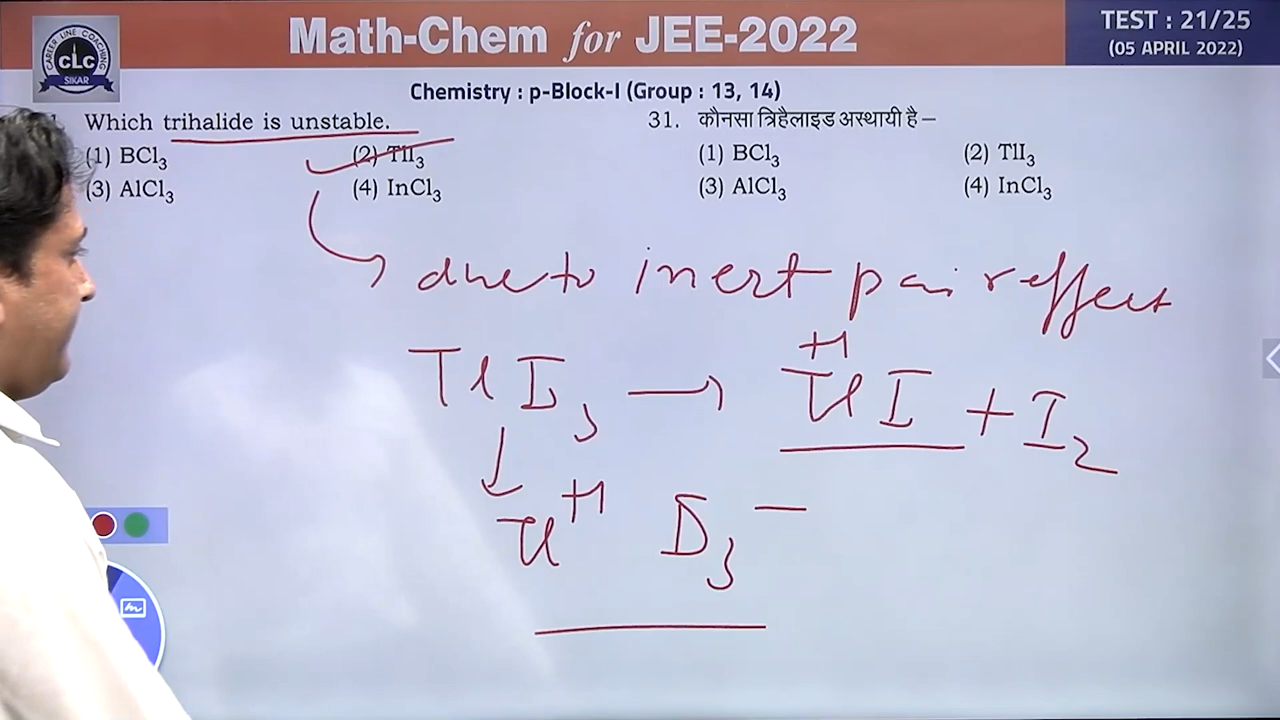 CAREER LINE COACHING
CLC
SIKAR
Math-Chem for JEE-2022
TEST : 21/25
(05 APRIL 2022)
Chemistry : p-Block-I (Group : 13, 14)
Which trihalide is unstable.
(1) BCl₃ (2) TlI₃
(3) AlCl₃ (4) InCl₃
31. कौनसा त्रिहैलाइड अस्थायी है –
(1) BCl₃ (2) TlI₃
(3) AlCl₃ (4) InCl₃
due to inert pair effect
+1
TlI₃ → TlI + I₂
↓
Tl⁺¹ I₃⁻